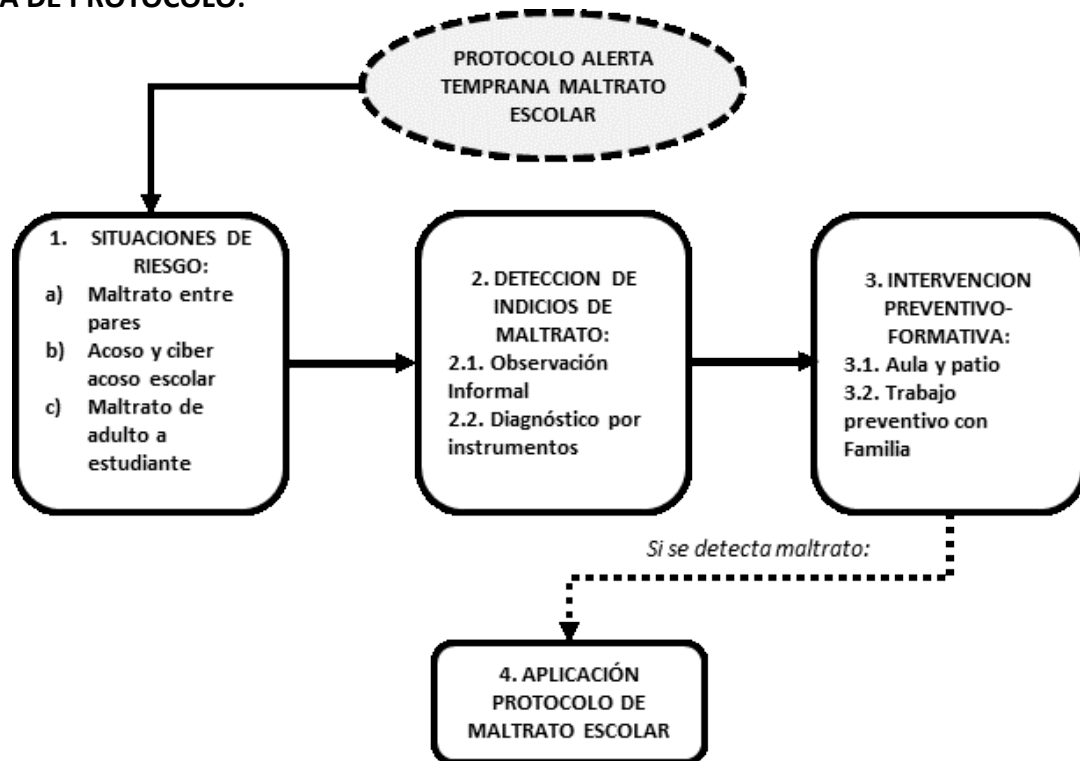 A DE PROTOCOLO:
PROTOCOLO ALERTA
TEMPRANA MALTRATO
ESCOLAR
1. SITUACIONES DE
RIESGO:
a) Maltrato entre
pares
b) Acoso y ciber
acoso escolar
c) Maltrato de
adulto a
estudiante
2. DETECCION DE
INDICIOS DE
MALTRATO:
2.1. Observación
Informal
2.2. Diagnóstico por
instrumentos
3. INTERVENCION
PREVENTIVO-
FORMATIVA:
3.1. Aula y patio
3.2. Trabajo
preventivo con
Familia
Si se detecta maltrato:
4. APLICACIÓN
PROTOCOLO DE
MALTRATO ESCOLAR